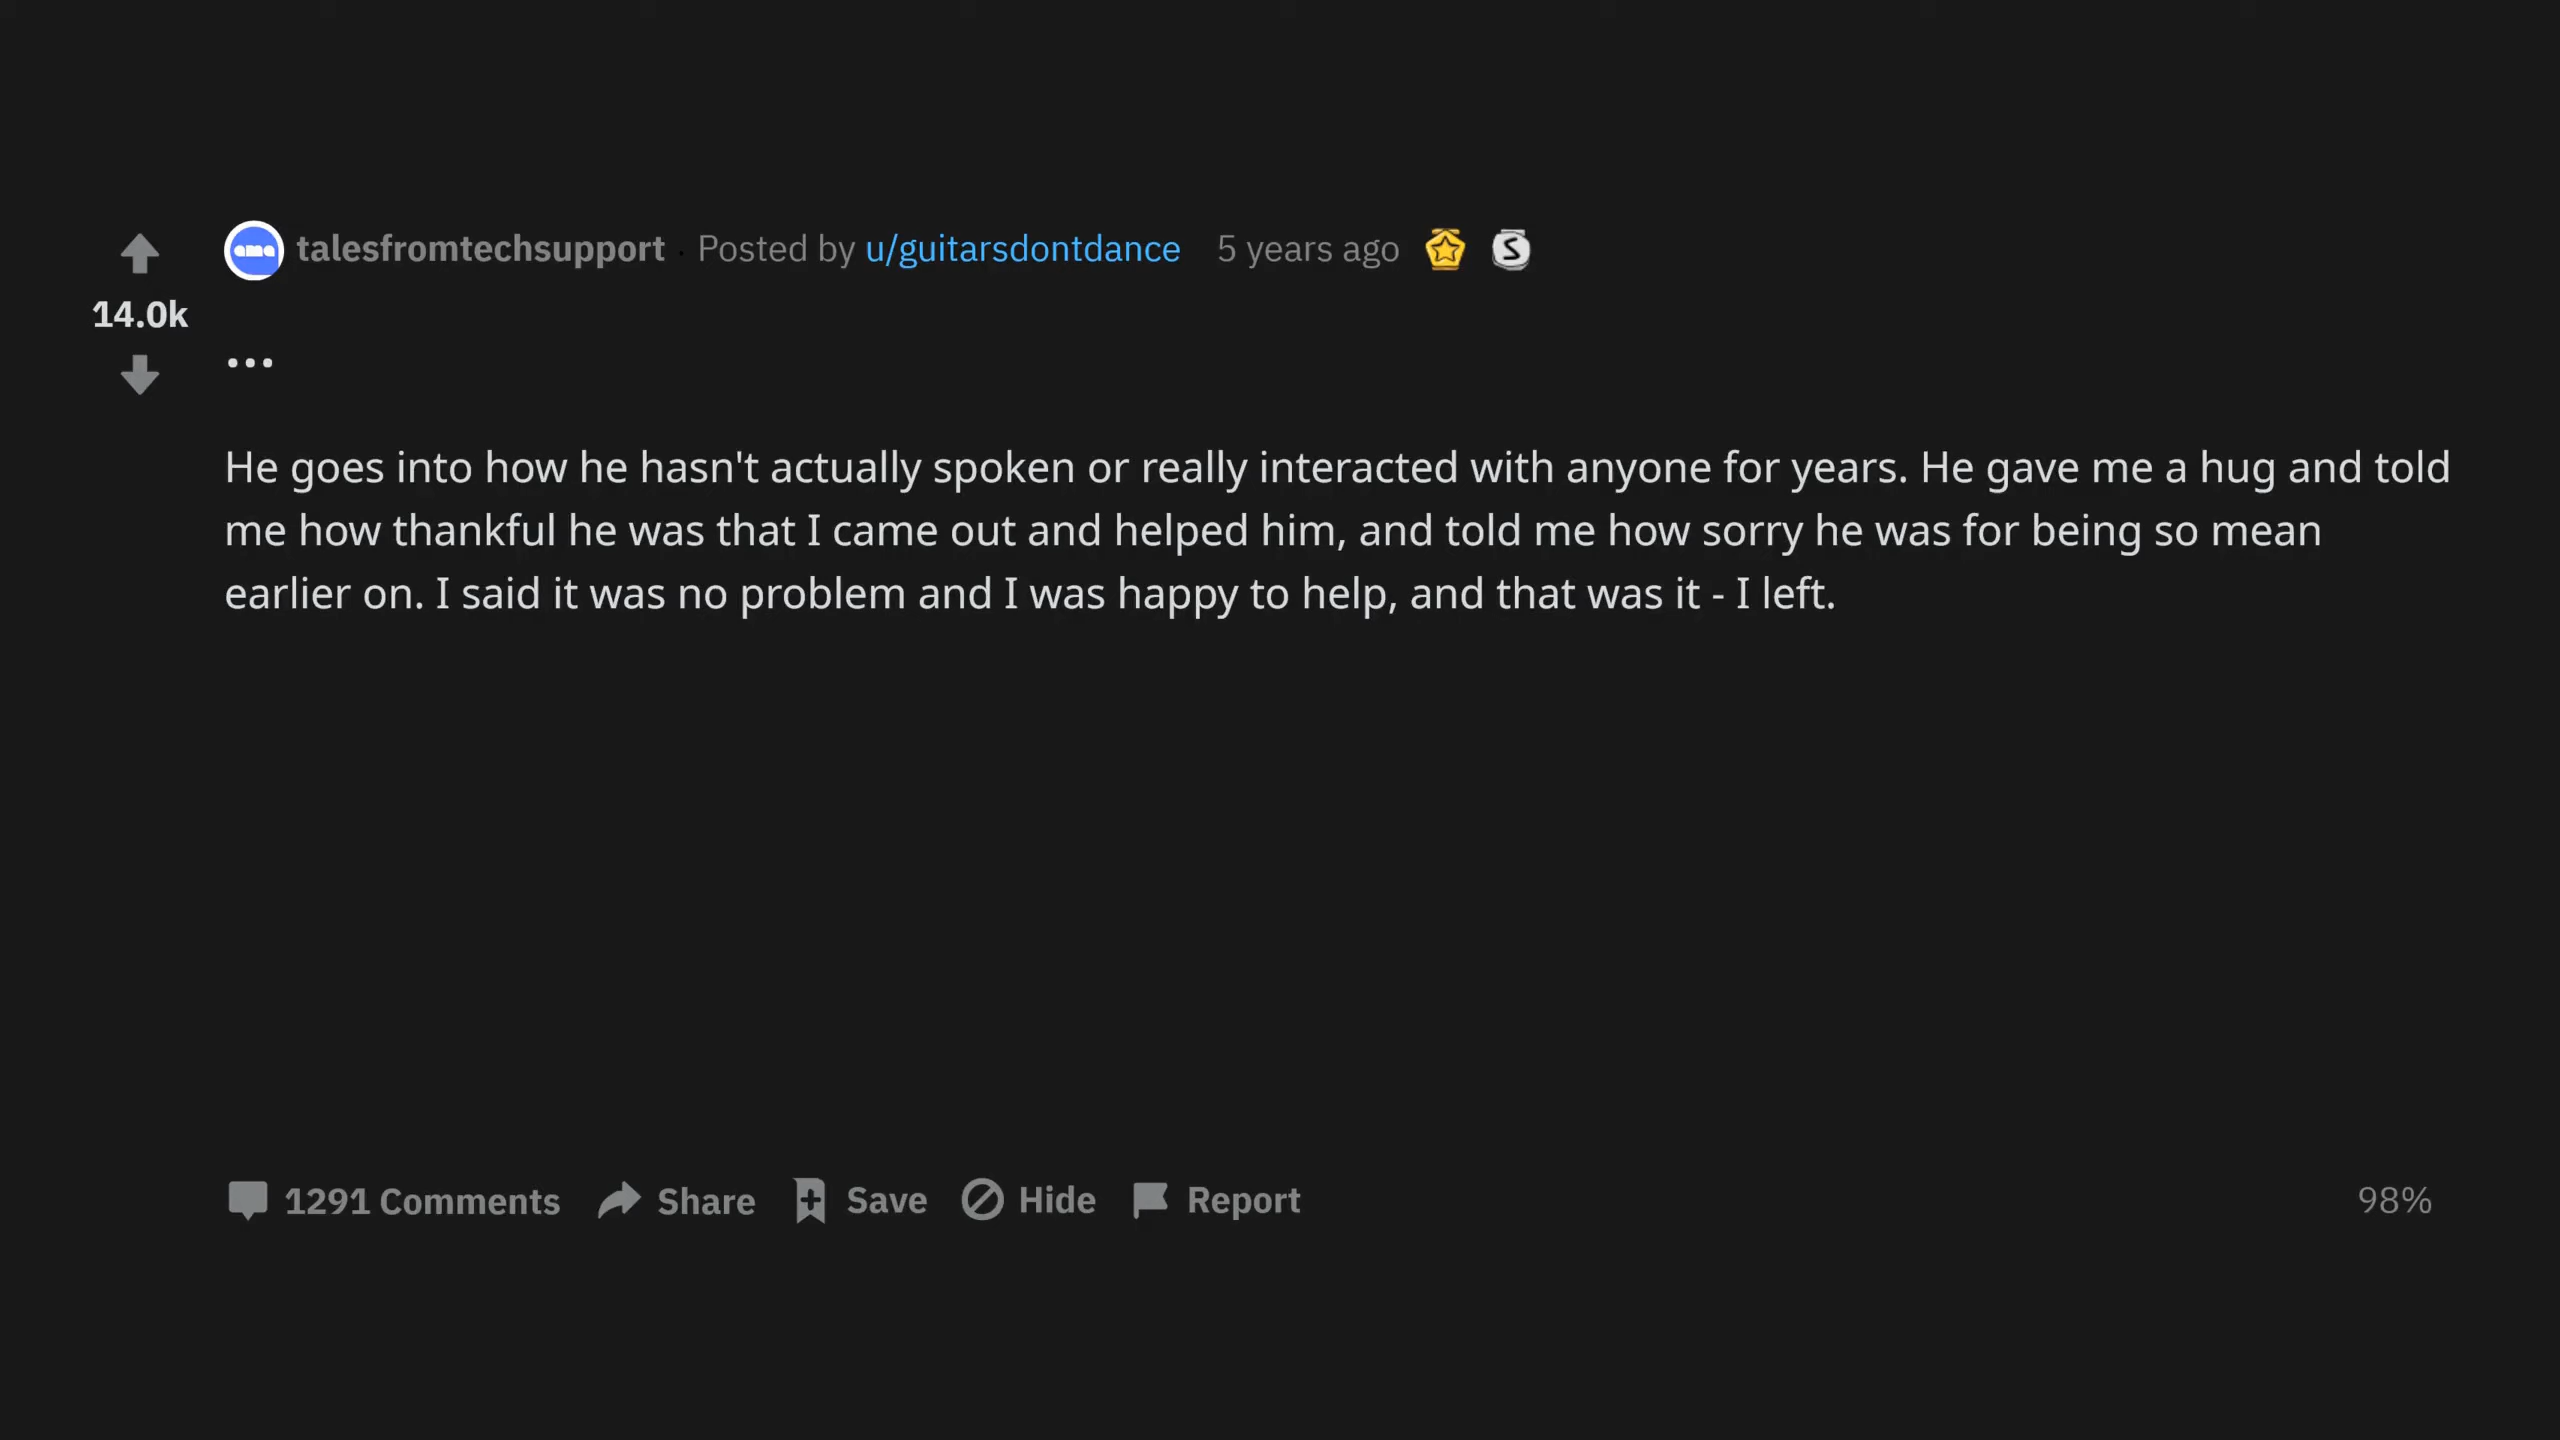 ama talesfromtechsupport · Posted by u/guitarsdontdance 5 years ago S
14.0k
...
He goes into how he hasn't actually spoken or really interacted with anyone for years. He gave me a hug and told
me how thankful he was that I came out and helped him, and told me how sorry he was for being so mean
earlier on. I said it was no problem and I was happy to help, and that was it - I left.
1291 Comments Share Save Hide Report 98%